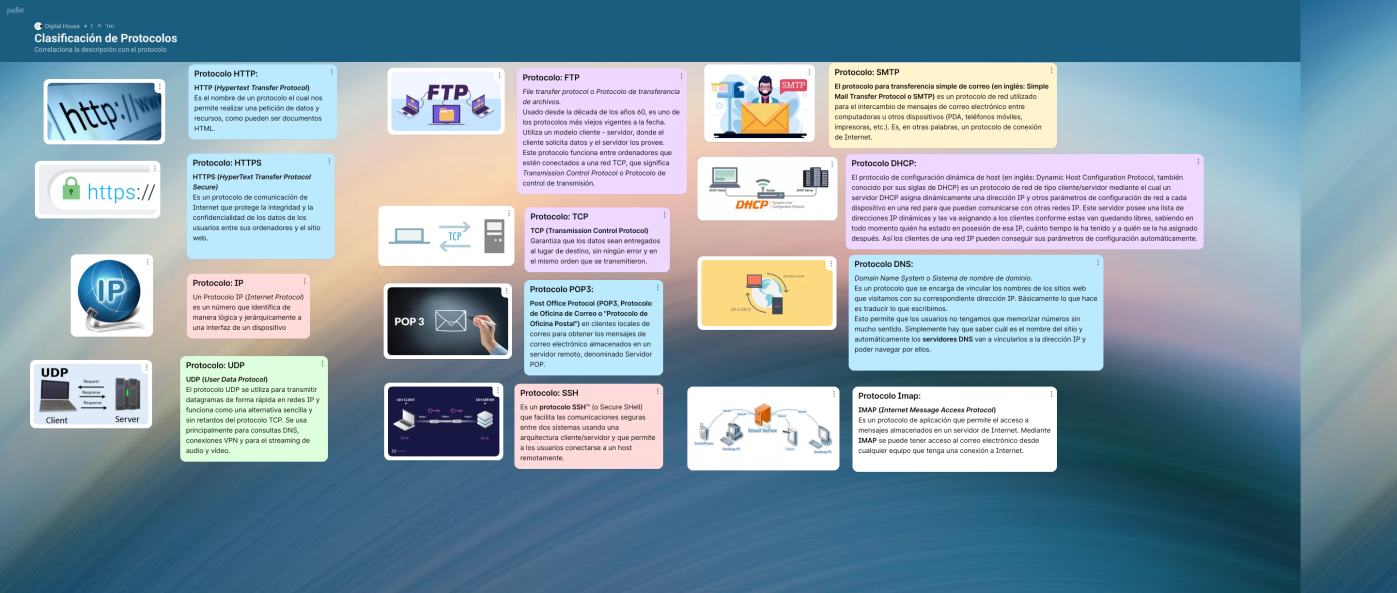 padlet
Digital House + 1 1m
Clasificación de Protocolos
Correlaciona la descripción con el protocolo
http://www
Protocolo HTTP:
HTTP (Hypertext Transfer Protocol)
Es el nombre de un protocolo el cual nos
permite realizar una petición de datos y
recursos, como pueden ser documentos
HTML.
https://
Protocolo: HTTPS
HTTPS (HyperText Transfer Protocol
Secure)
Es un protocolo de comunicación de
Internet que protege la integridad y la
confidencialidad de los datos de los
usuarios entre sus ordenadores y el sitio
web.
IP
Protocolo: IP
Un Protocolo IP (Internet Protocol)
es un número que identifica de
manera lógica y jerárquicamente a
una interfaz de un dispositivo
UDP
Request
Response
Response
Client
Server
Protocolo: UDP
UDP (User Data Protocol)
El protocolo UDP se utiliza para transmitir
datagramas de forma rápida en redes IP y
funciona como una alternativa sencilla y
sin retardos del protocolo TCP. Se usa
principalmente para consultas DNS,
conexiones VPN y para el streaming de
audio y vídeo.
FTP
Protocolo: FTP
File transfer protocol o Protocolo de transferencia
de archivos.
Usado desde la década de los años 60, es uno de
los protocolos más viejos vigentes a la fecha.
Utiliza un modelo cliente - servidor, donde el
cliente solicita datos y el servidor los provee.
Este protocolo funciona entre ordenadores que
estén conectados a una red TCP, que significa
Transmission Control Protocol o Protocolo de
control de transmisión.
TCP
Protocolo: TCP
TCP (Transmission Control Protocol)
Garantiza que los datos sean entregados
al lugar de destino, sin ningún error y en
el mismo orden que se transmitieron.
POP 3
Protocolo POP3:
Post Office Protocol (POP3, Protocolo
de Oficina de Correo o "Protocolo de
Oficina Postal") en clientes locales de
correo para obtener los mensajes de
correo electrónico almacenados en un
servidor remoto, denominado Servidor
POP.
SSH CLIENT
SSH SERVER
Protocolo: SSH
Es un protocolo SSH™ (o Secure SHell)
que facilita las comunicaciones seguras
entre dos sistemas usando una
arquitectura cliente/servidor y que permite
a los usuarios conectarse a un host
remotamente.
SMTP
Protocolo: SMTP
El protocolo para transferencia simple de correo (en inglés: Simple
Mail Transfer Protocol o SMTP) es un protocolo de red utilizado
para el intercambio de mensajes de correo electrónico entre
computadoras u otros dispositivos (PDA, teléfonos móviles,
impresoras, etc.). Es, en otras palabras, un protocolo de conexión
de Internet.
DHCP Client
DHCP Server
DHCP
Dynamic Host
Configuration Protocol
Protocolo DHCP:
El protocolo de configuración dinámica de host (en inglés: Dynamic Host Configuration Protocol, también
conocido por sus siglas de DHCP) es un protocolo de red de tipo cliente/servidor mediante el cual un
servidor DHCP asigna dinámicamente una dirección IP y otros parámetros de configuración de red a cada
dispositivo en una red para que puedan comunicarse con otras redes IP. Este servidor posee una lista de
direcciones IP dinámicas y las va asignando a los clientes conforme estas van quedando libres, sabiendo en
todo momento quién ha estado en posesión de esa IP, cuánto tiempo la ha tenido y a quién se la ha asignado
después. Así los clientes de una red IP pueden conseguir sus parámetros de configuración automáticamente.
Protocolo DNS:
Domain Name System o Sistema de nombre de dominio.
Es un protocolo que se encarga de vincular los nombres de los sitios web
que visitamos con su correspondiente dirección IP. Básicamente lo que hace
es traducir lo que escribimos.
Esto permite que los usuarios no tengamos que memorizar números sin
mucho sentido. Simplemente hay que saber cuál es el nombre del sitio y
automáticamente los servidores DNS van a vincularlos a la dirección IP y
poder navegar por ellos.
Email Server
Protocolo Imap:
IMAP (Internet Message Access Protocol)
Es un protocolo de aplicación que permite el acceso a
mensajes almacenados en un servidor de Internet. Mediante
IMAP se puede tener acceso al correo electrónico desde
cualquier equipo que tenga una conexión a Internet.